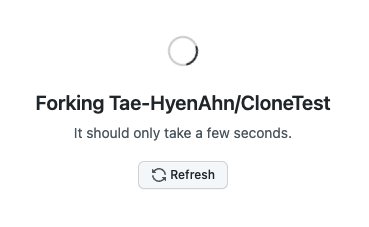 Forking Tae-HyenAhn/CloneTest
It should only take a few seconds.
Refresh